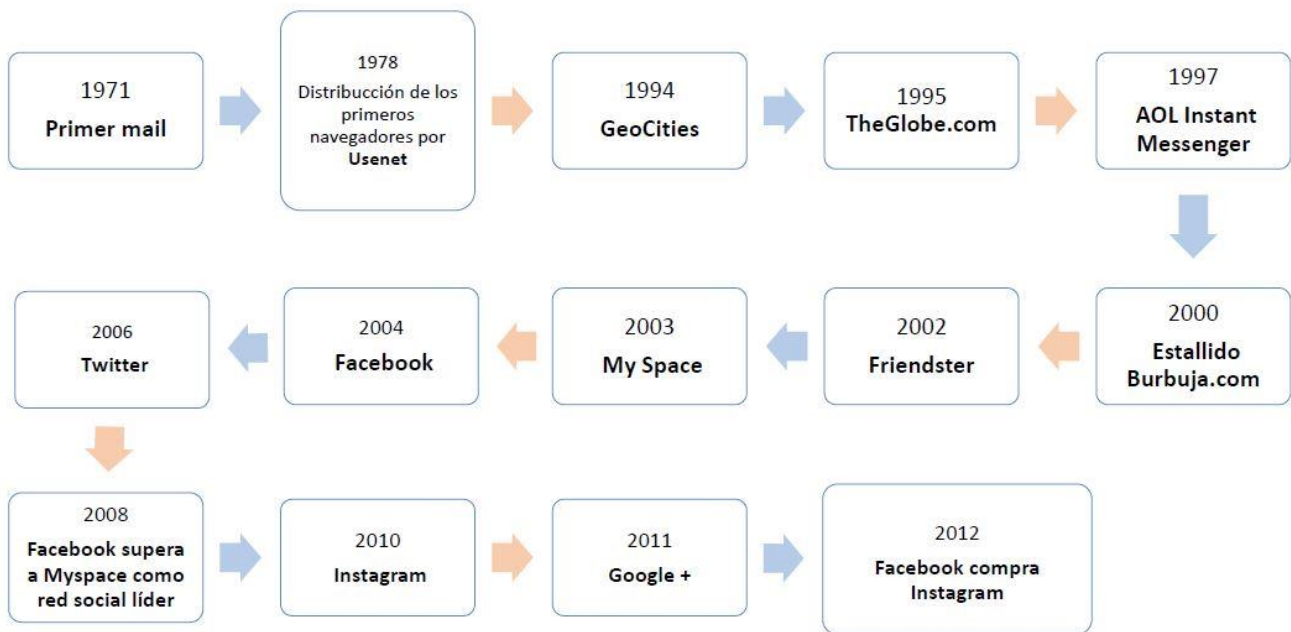 1971
Primer mail
1978
Distribucción de los
primeros
navegadores por
Usenet
1994
GeoCities
1995
TheGlobe.com
1997
AOL Instant
Messenger
2000
Estallido
Burbuja.com
2002
Friendster
2003
My Space
2004
Facebook
2006
Twitter
2008
Facebook supera
a Myspace como
red social líder
2010
Instagram
2011
Google +
2012
Facebook compra
Instagram